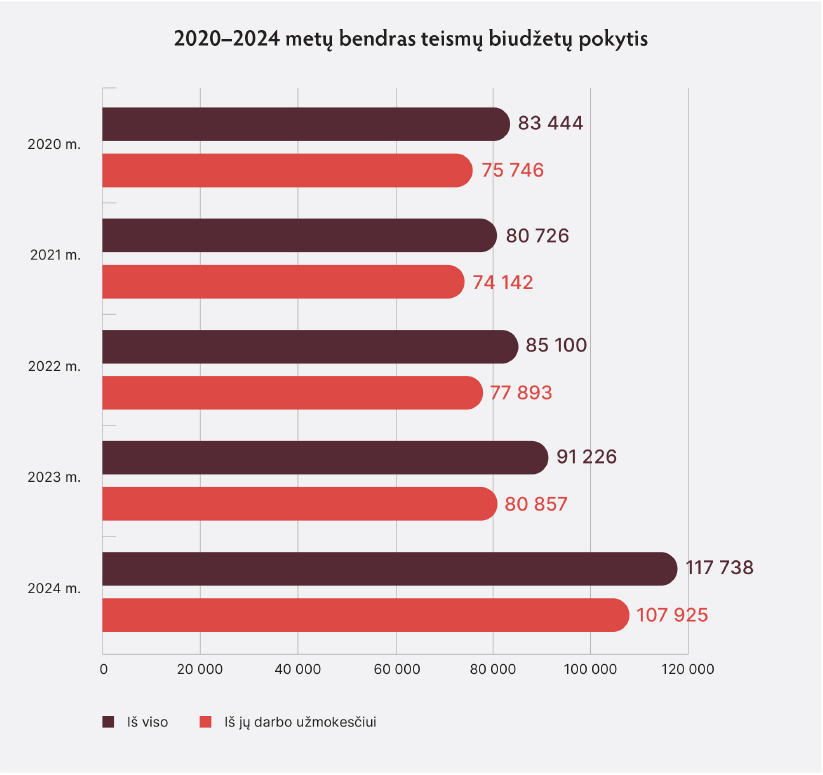 2020–2024 metų bendras teismų biudžetų pokytis
2020 m.
83 444
75 746
2021 m.
80 726
74 142
2022 m.
85 100
77 893
2023 m.
91 226
80 857
2024 m.
117 738
107 925
0 20 000 40 000 60 000 80 000 100 000 120 000
Iš viso Iš jų darbo užmokesčiui